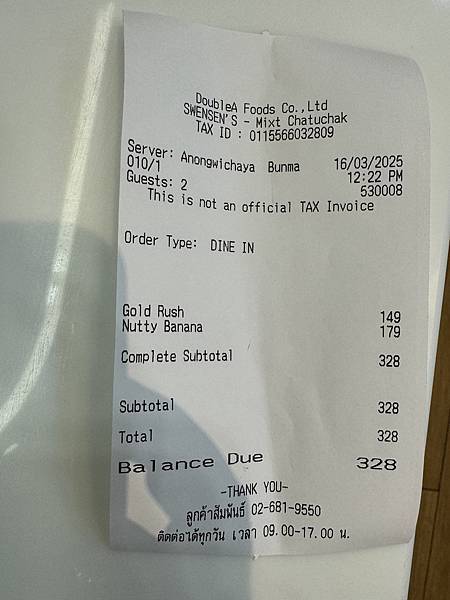 DoubleA Foods Co.,Ltd
SWENSEN'S - Mixt Chatuchak
TAX ID : 0115566032809
Server: Anongwichaya Bunma 16/03/2025
010/1 12:22 PM
Guests: 2 530008
This is not an official TAX Invoice
Order Type: DINE IN
Gold Rush 149
Nutty Banana 179
Complete Subtotal 328
Subtotal 328
Total 328
Balance Due 328
-THANK YOU-
ลูกค้าสัมพันธ์ 02-681-9550
ติดต่อได้ทุกวัน เวลา 09.00-17.00 น.